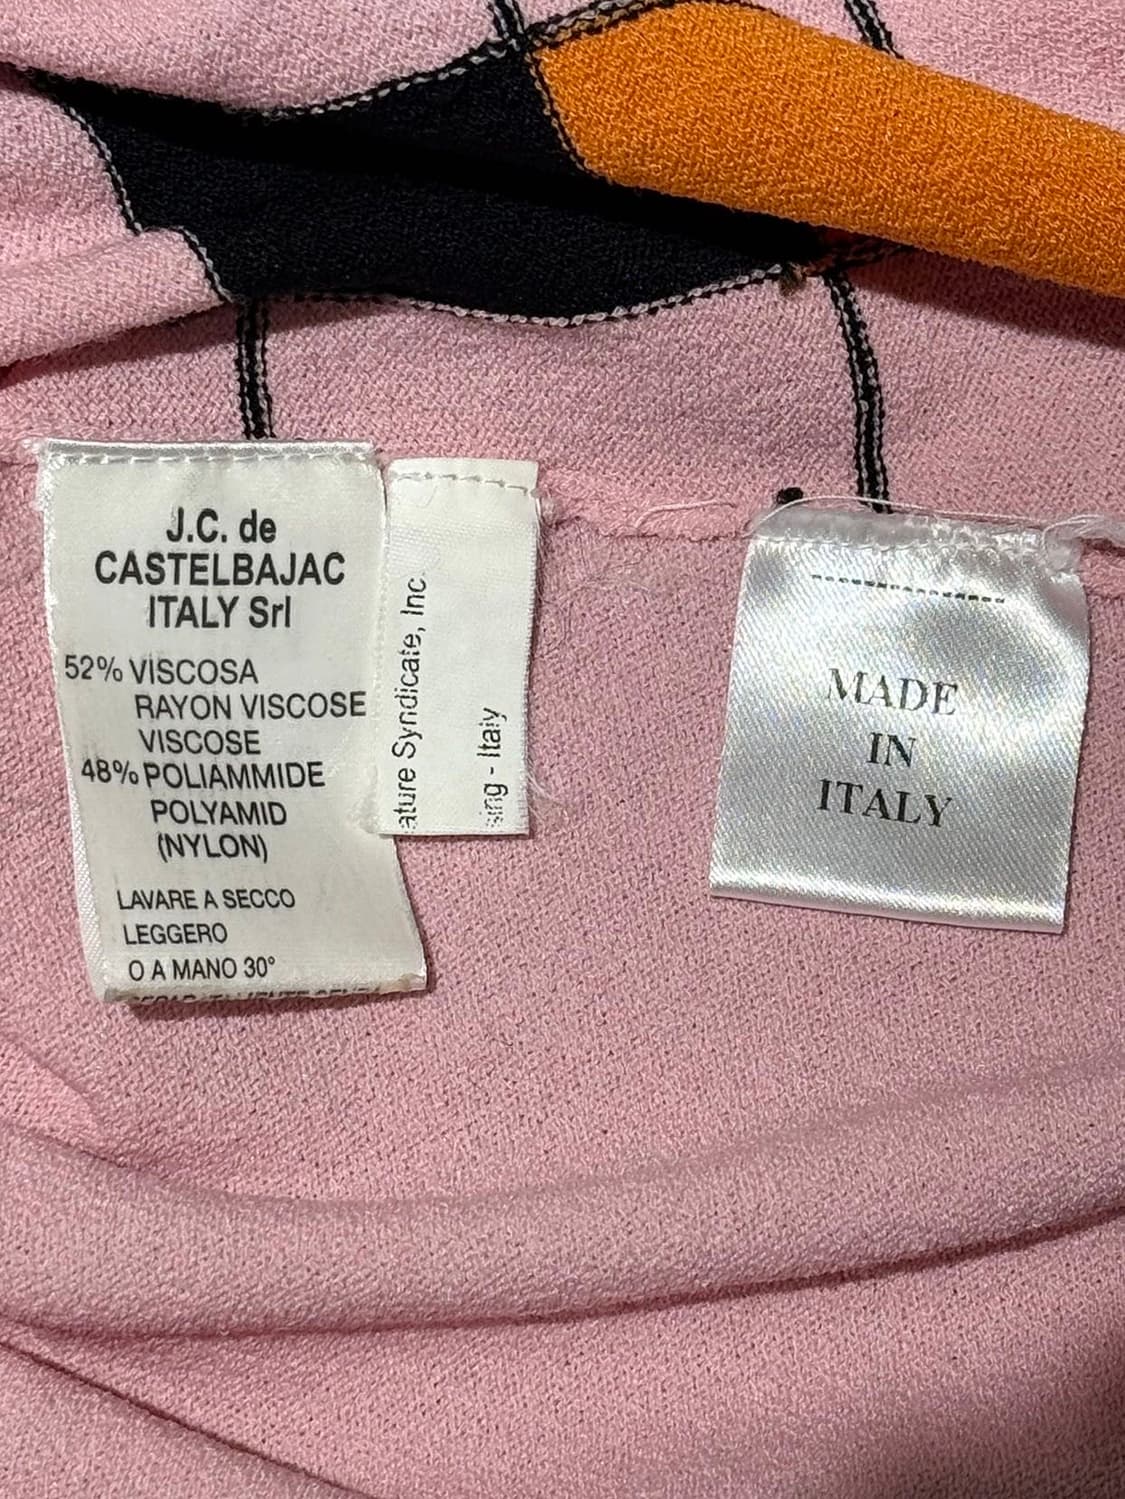 J.C. de
CASTELBAJAC
ITALY Srl
52% VISCOSA
RAYON VISCOSE
VISCOSE
48% POLIAMMIDE
POLYAMID
(NYLON)
LAVARE A SECCO
LEGGERO
O A MANO 30°
ature Syndicate, Inc.
sing - Italy
MADE
IN
ITALY